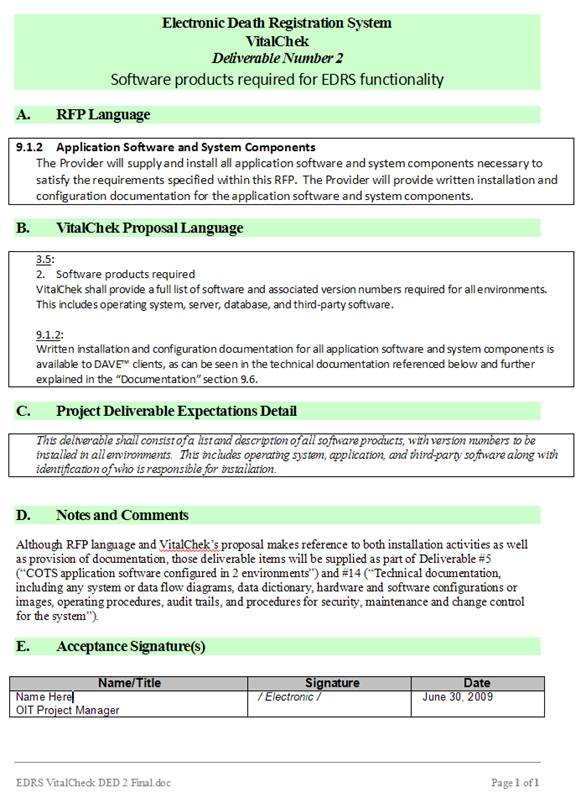 Electronic Death Registration System
VitalChek
Deliverable Number 2
Software products required for EDRS functionality
A. RFP Language
9.1.2 Application Software and System Components
The Provider will supply and install all application software and system components necessary to
satisfy the requirements specified within this RFP. The Provider will provide written installation and
configuration documentation for the application software and system components.
B. VitalChek Proposal Language
3.5:
2. Software products required
VitalChek shall provide a full list of software and associated version numbers required for all environments.
This includes operating system, server, database, and third-party software.
9.1.2:
Written installation and configuration documentation for all application software and system components is
available to DAVE™ clients, as can be seen in the technical documentation referenced below and further
explained in the “Documentation” section 9.6.
C. Project Deliverable Expectations Detail
This deliverable shall consist of a list and description of all software products, with version numbers to be
installed in all environments. This includes operating system, application, and third-party software along with
identification of who is responsible for installation.
D. Notes and Comments
Although RFP language and VitalChek’s proposal makes reference to both installation activities as well
as provision of documentation, those deliverable items will be supplied as part of Deliverable #5
(“COTS application software configured in 2 environments”) and #14 (“Technical documentation,
including any system or data flow diagrams, data dictionary, hardware and software configurations or
images, operating procedures, audit trails, and procedures for security, maintenance and change control
for the system”).
E. Acceptance Signature(s)
Name/Title Signature Date
Name Here / Electronic / June 30, 2009
OIT Project Manager
EDRS VitalCheck DED 2 Final.doc Page 1 of 1